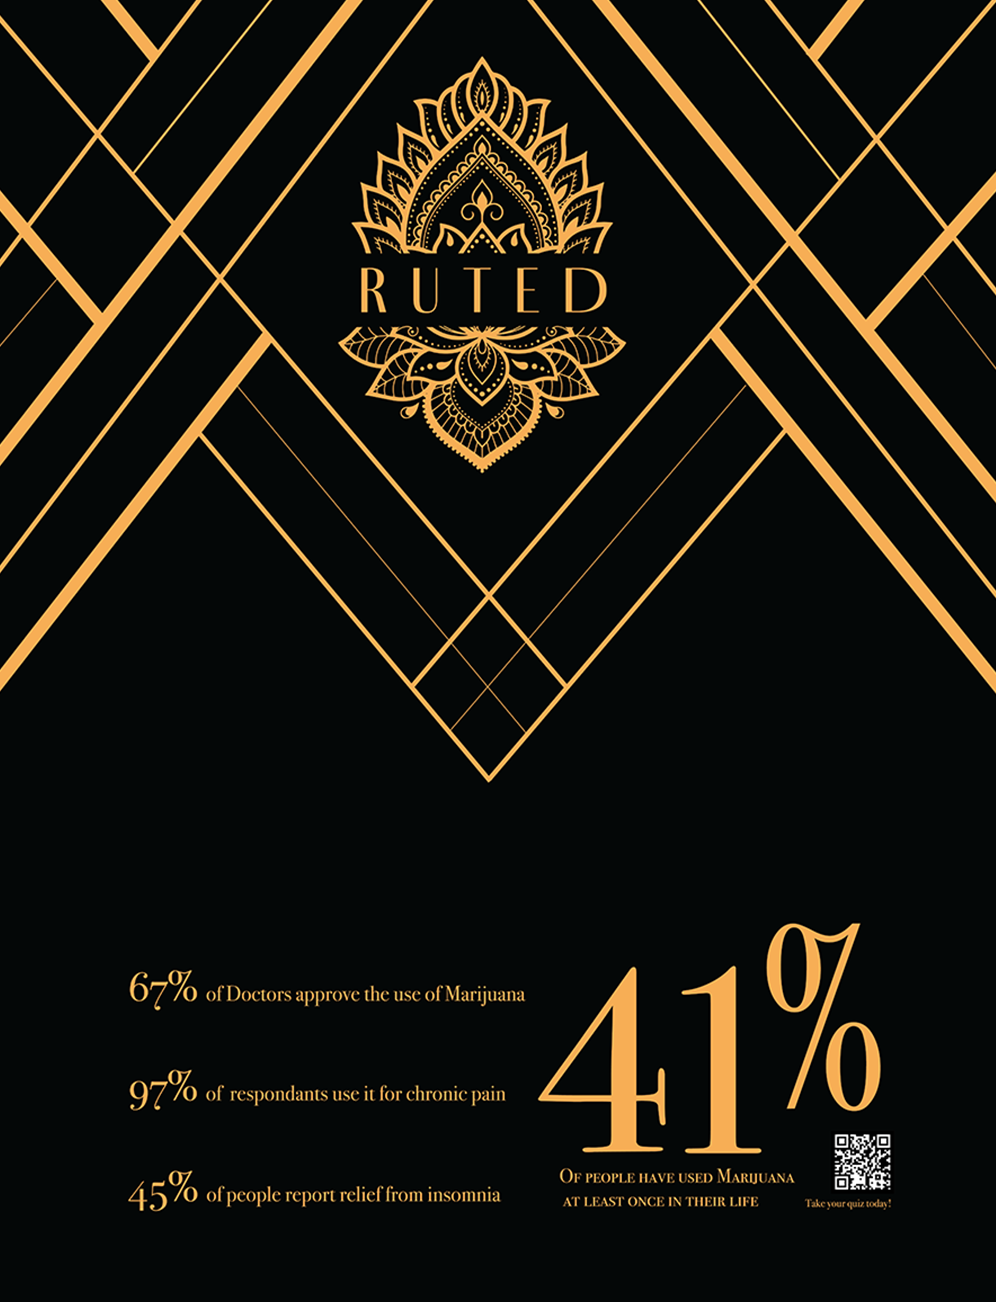 RUTED
67% of Doctors approve the use of Marijuana
97% of respondants use it for chronic pain
45% of people report relief from insomnia
41%
Of people have used Marijuana
at least once in their life
Take your quiz today!